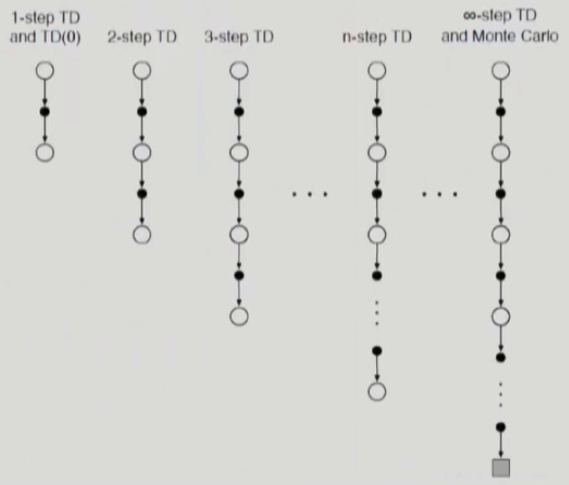 1-step TD
and TD(0)
2-step TD
3-step TD
n-step TD
∞-step TD
and Monte Carlo